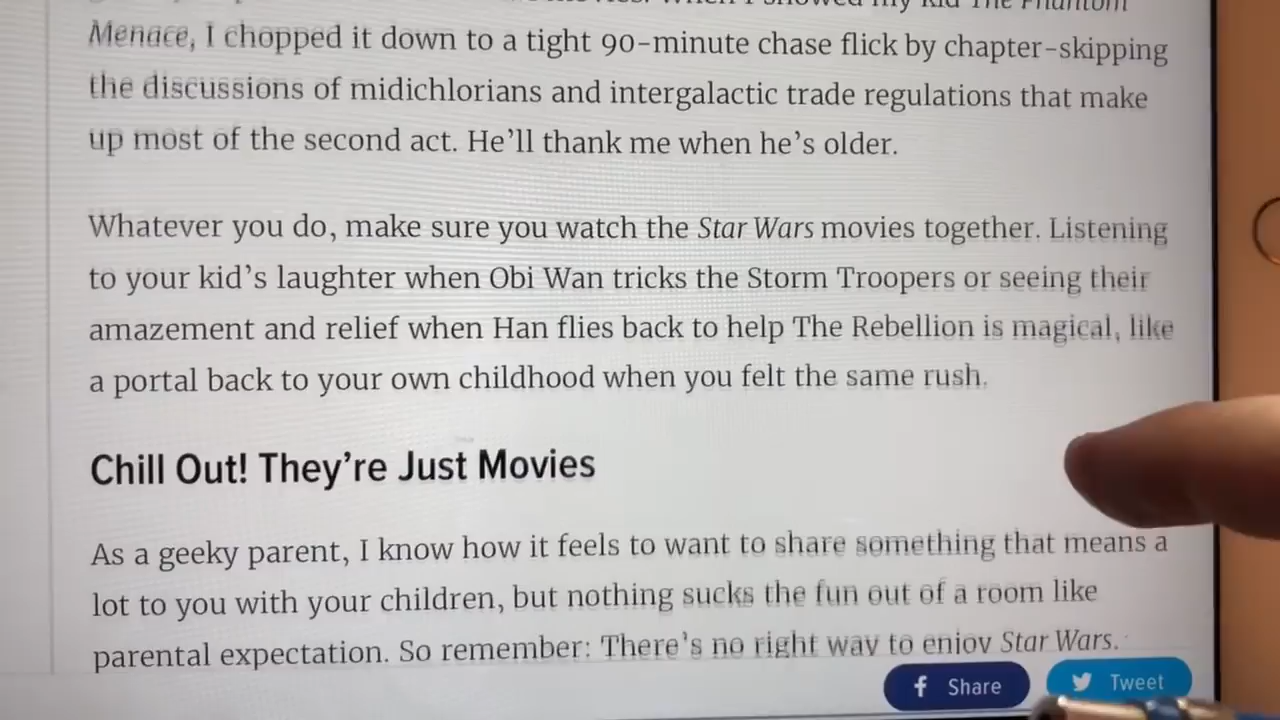 The Phantom
Menace, I chopped it down to a tight 90-minute chase flick by chapter-skipping
the discussions of midichlorians and intergalactic trade regulations that make
up most of the second act. He’ll thank me when he’s older.
Whatever you do, make sure you watch the Star Wars movies together. Listening
to your kid’s laughter when Obi Wan tricks the Storm Troopers or seeing their
amazement and relief when Han flies back to help The Rebellion is magical, like
a portal back to your own childhood when you felt the same rush.
Chill Out! They’re Just Movies
As a geeky parent, I know how it feels to want to share something that means a
lot to you with your children, but nothing sucks the fun out of a room like
parental expectation. So remember: There’s no right way to enjoy Star Wars.
Share
Tweet